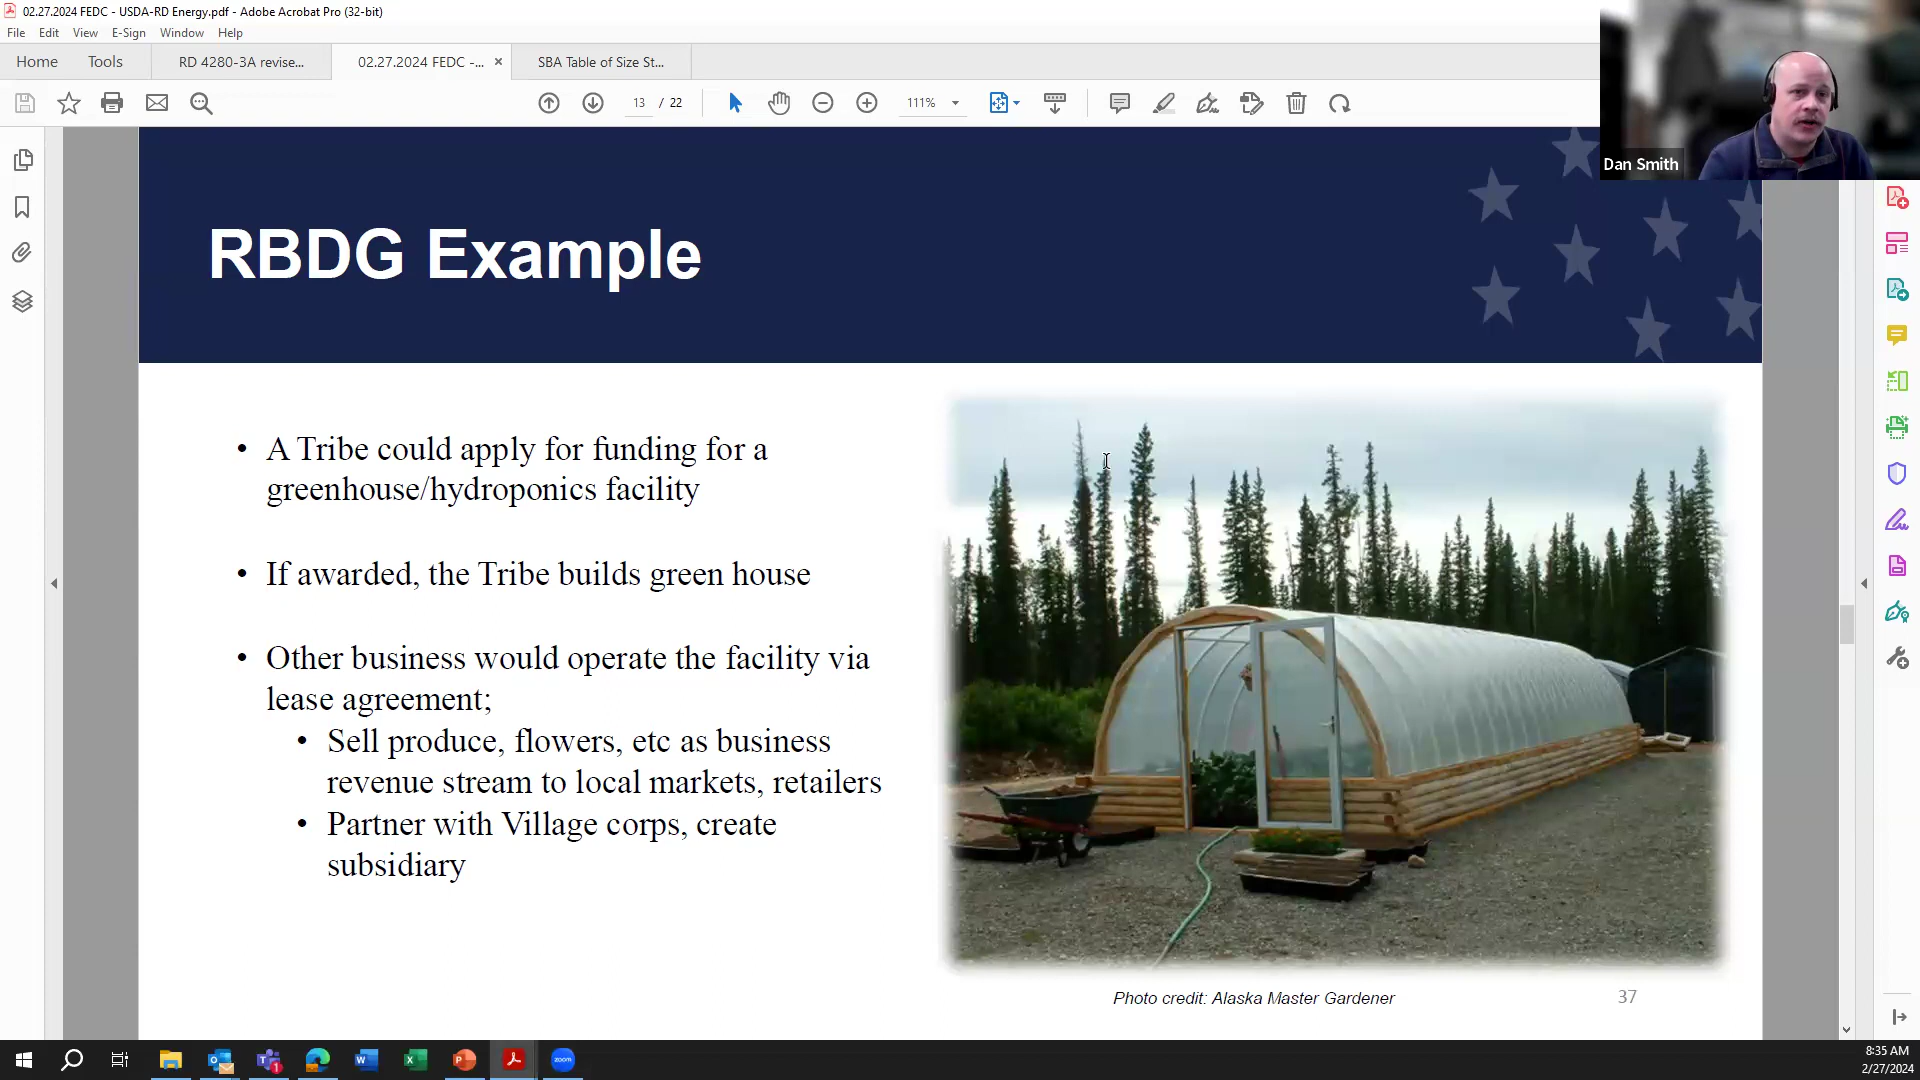 02.27.2024 FEDC - USDA-RD Energy.pdf - Adobe Acrobat Pro (32-bit)
File Edit View E-Sign Window Help
Home Tools RD 4280-3A revise... 02.27.2024 FEDC -... × SBA Table of Size St...
13 / 22 111%
Dan Smith
RBDG Example
• A Tribe could apply for funding for a
greenhouse/hydroponics facility
• If awarded, the Tribe builds green house
• Other business would operate the facility via
lease agreement;
• Sell produce, flowers, etc as business
revenue stream to local markets, retailers
• Partner with Village corps, create
subsidiary
Photo credit: Alaska Master Gardener
37
zoom
8:35 AM
2/27/2024